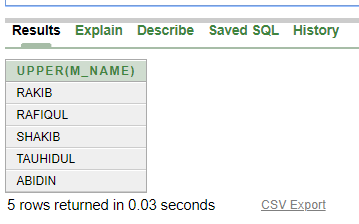 Results Explain Describe Saved SQL History
UPPER(M_NAME)
RAKIB
RAFIQUL
SHAKIB
TAUHIDUL
ABIDIN
5 rows returned in 0.03 seconds CSV Export